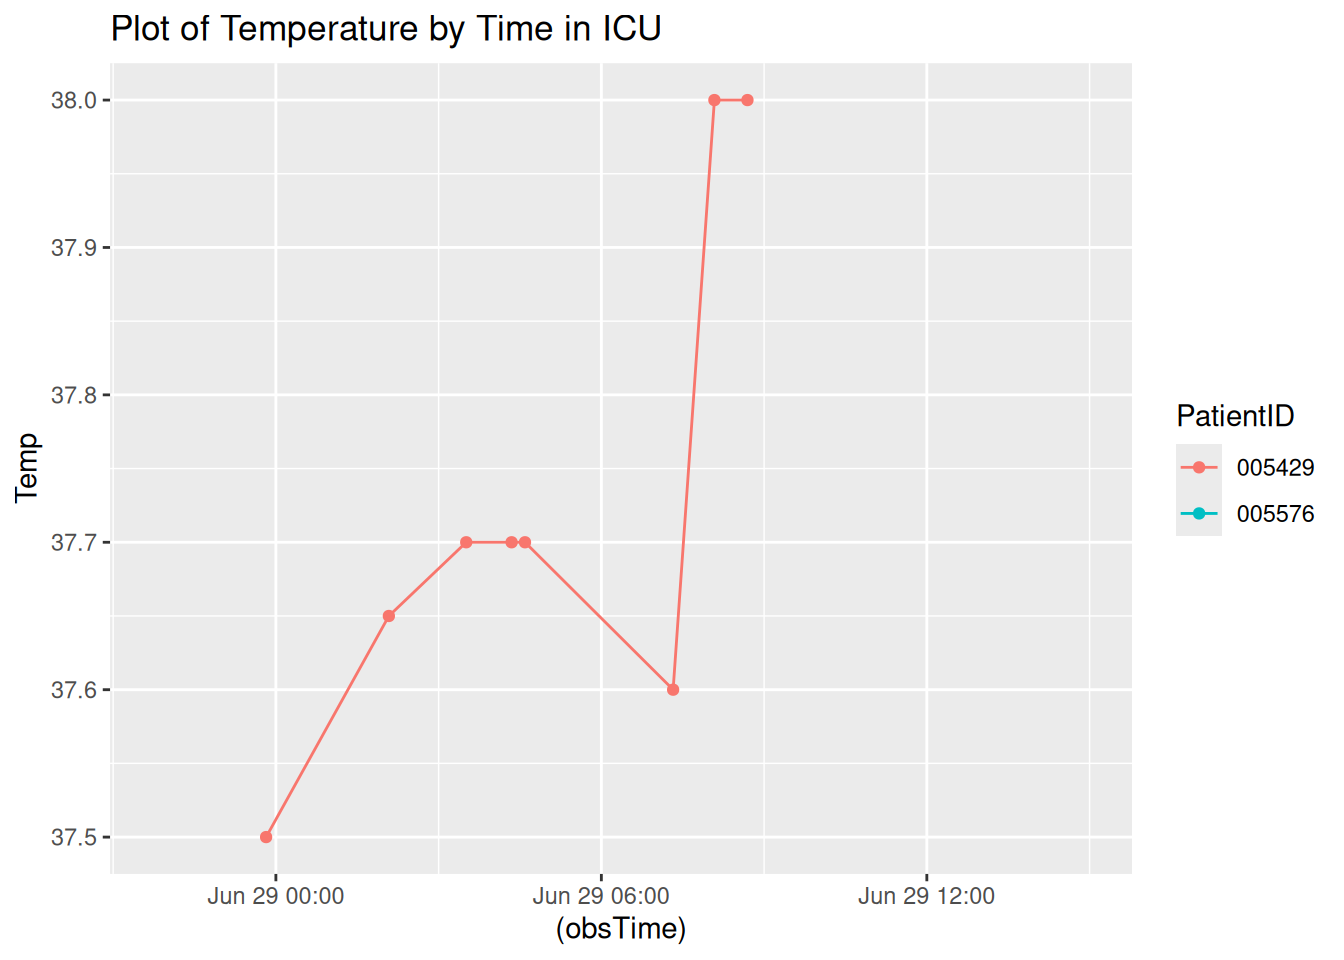 Plot of Temperature by Time in ICU
38.0
37.9
37.8
37.7
37.6
37.5
Temp
Jun 29 00:00
Jun 29 06:00
Jun 29 12:00
(obsTime)
PatientID
005429
005576